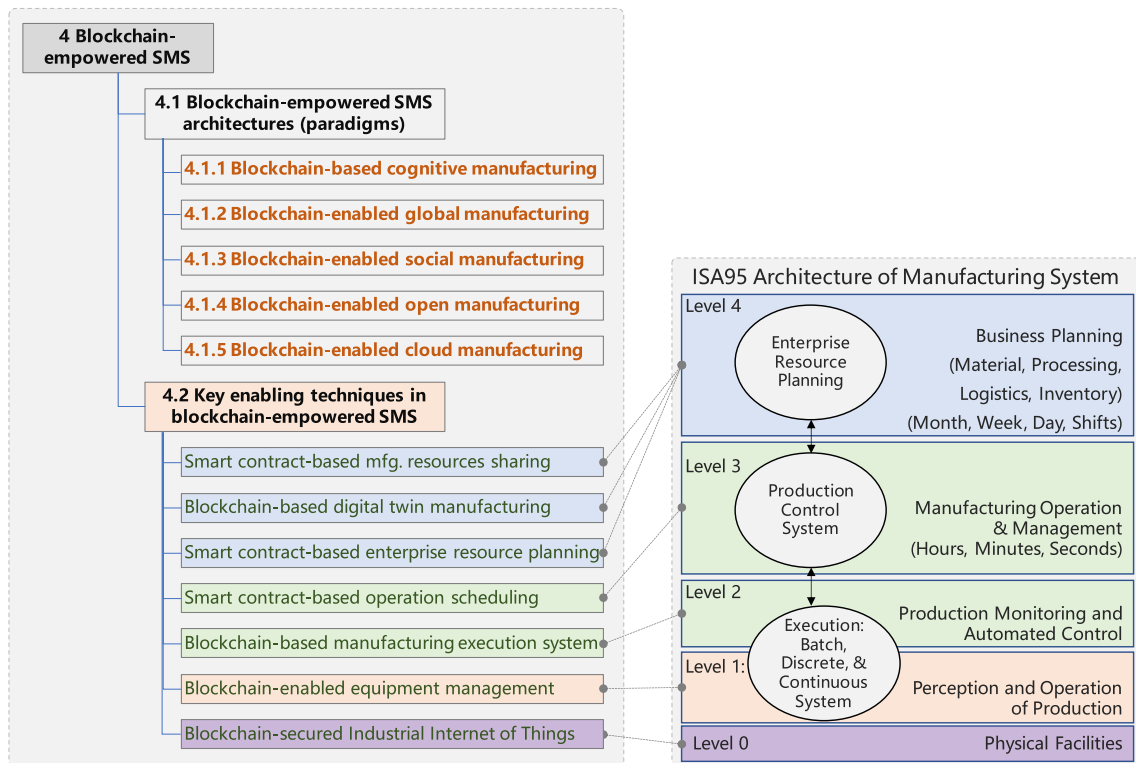 4 Blockchain-
empowered SMS
4.1 Blockchain-empowered SMS
architectures (paradigms)
4.1.1 Blockchain-based cognitive manufacturing
4.1.2 Blockchain-enabled global manufacturing
4.1.3 Blockchain-enabled social manufacturing
4.1.4 Blockchain-enabled open manufacturing
4.1.5 Blockchain-enabled cloud manufacturing
4.2 Key enabling techniques in
blockchain-empowered SMS
Smart contract-based mfg. resources sharing
Blockchain-based digital twin manufacturing
Smart contract-based enterprise resource planning
Smart contract-based operation scheduling
Blockchain-based manufacturing execution system
Blockchain-enabled equipment management
Blockchain-secured Industrial Internet of Things
ISA95 Architecture of Manufacturing System
Level 4
Enterprise
Resource
Planning
Business Planning
(Material, Processing,
Logistics, Inventory)
(Month, Week, Day, Shifts)
Level 3
Production
Control
System
Manufacturing Operation
& Management
(Hours, Minutes, Seconds)
Level 2
Production Monitoring and
Automated Control
Execution:
Batch,
Discrete, &
Continuous
System
Level 1:
Perception and Operation
of Production
Level 0
Physical Facilities